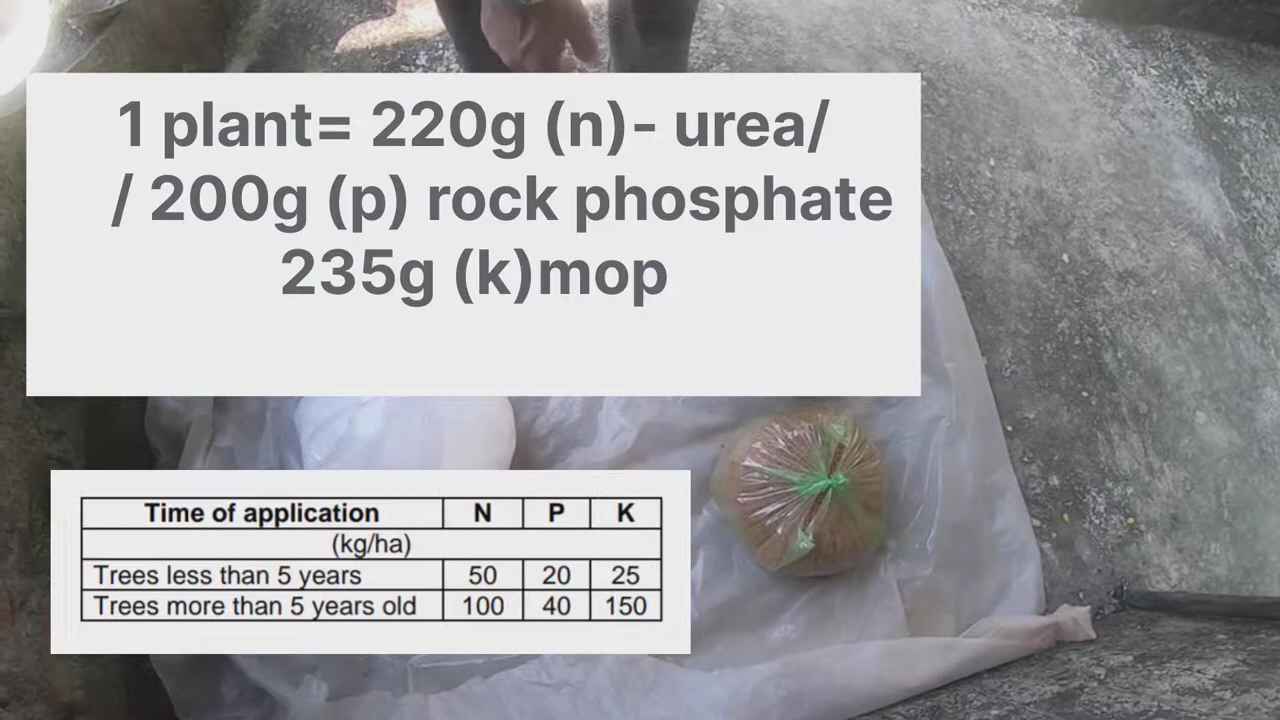 1 plant= 220g (n)- urea/
/ 200g (p) rock phosphate
235g (k)mop
Time of application N P K
(kg/ha)
Trees less than 5 years 50 20 25
Trees more than 5 years old 100 40 150